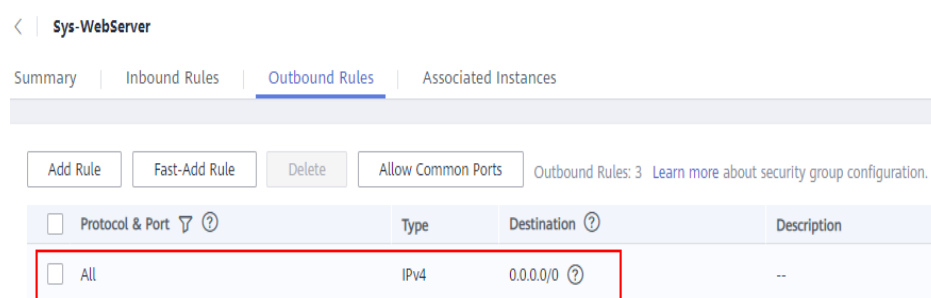 Sys-WebServer
Summary Inbound Rules Outbound Rules Associated Instances
Add Rule Fast-Add Rule Delete Allow Common Ports Outbound Rules: 3 Learn more about security group configuration.
Protocol & Port Type Destination Description
All IPv4 0.0.0.0/0 --